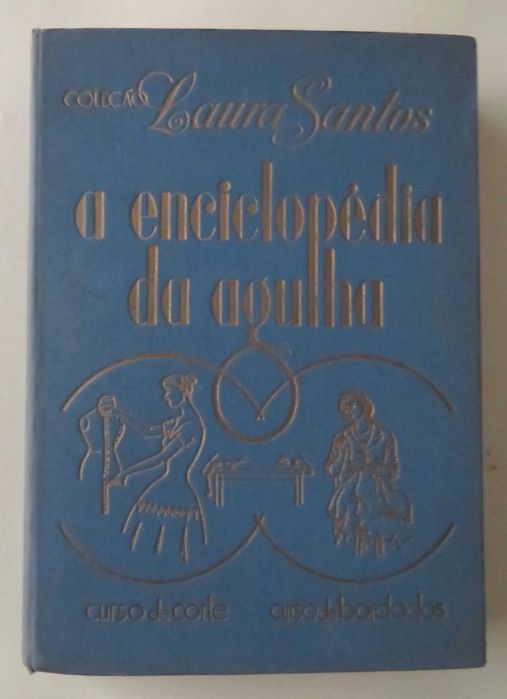 COLEÇÃO Laura Santos
a enciclopédia
da agulha
curso de corte curso de bordados